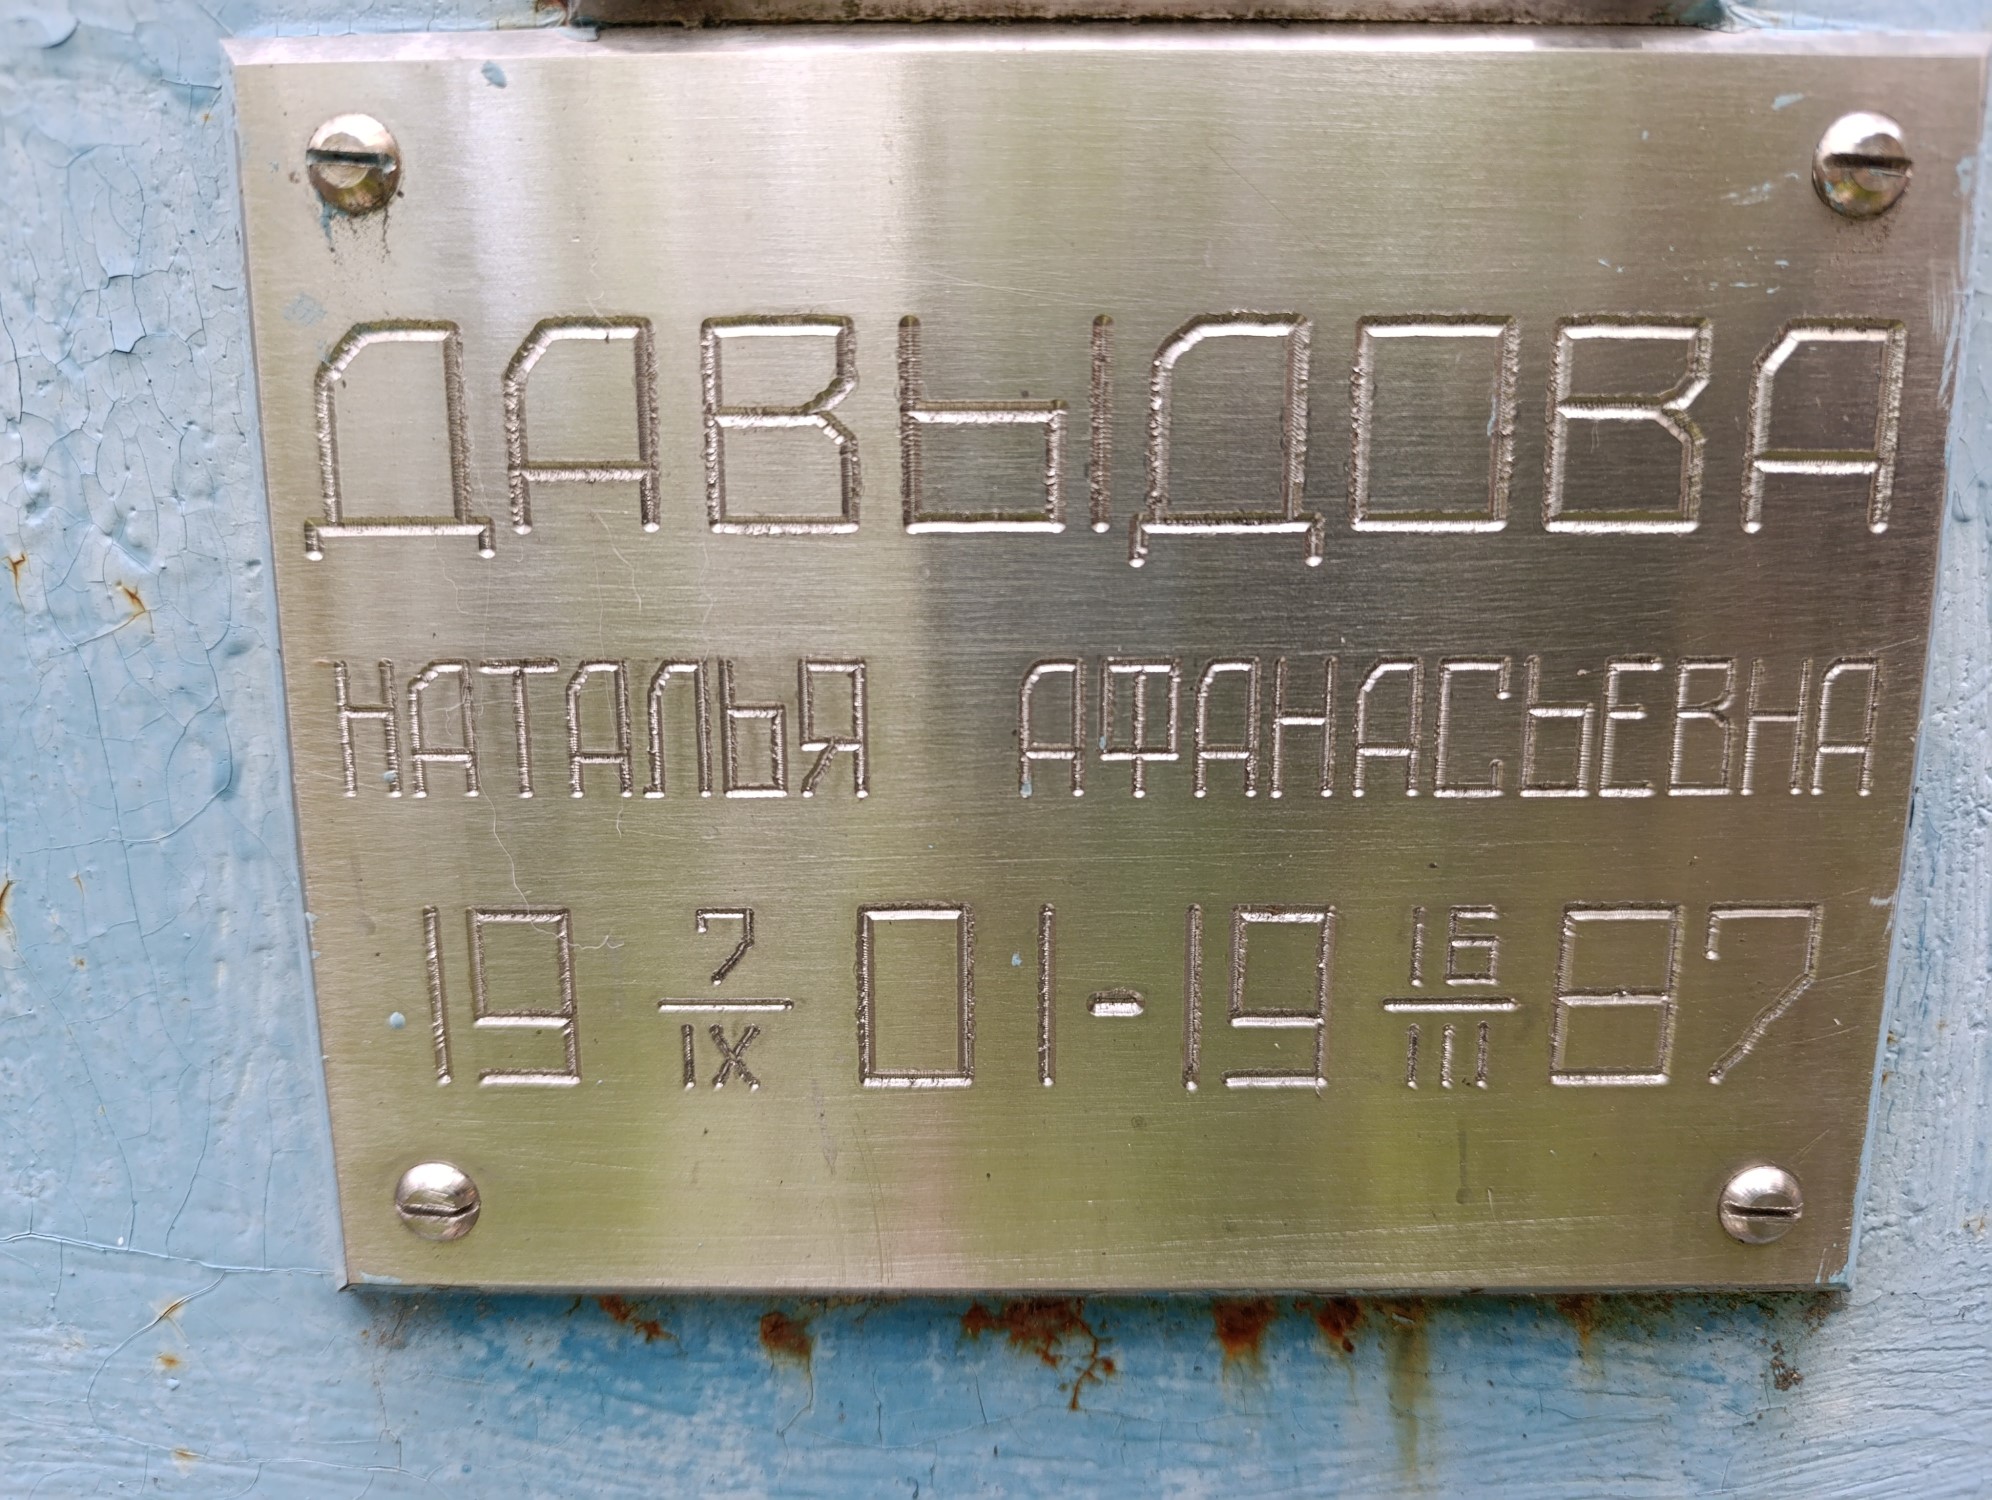 ДАВЫДОВА
НАТАЛЬЯ АФАНАСЬЕВНА
19 7/IX 01-19 16/III 87